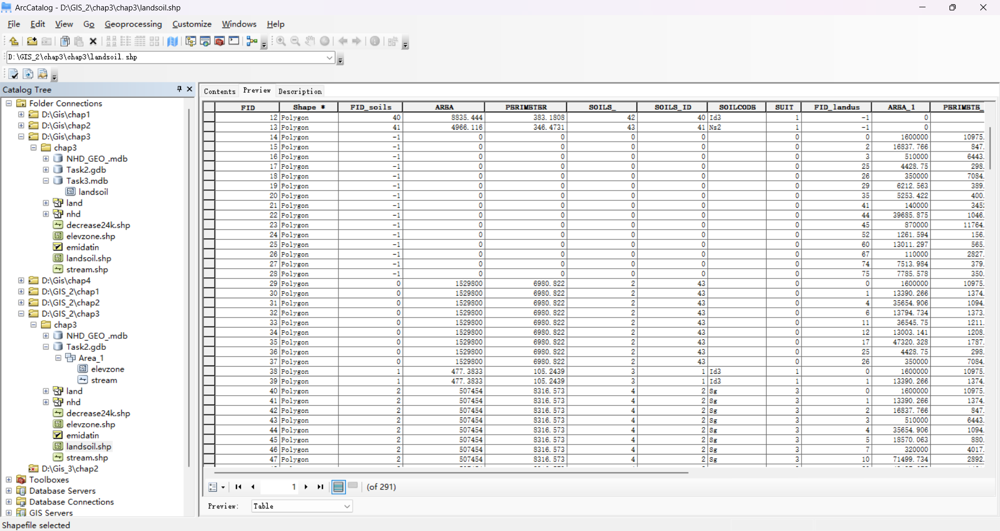 ArcCatalog - D:\GIS_2\chap3\chap3\landsoil.shp
File Edit View Go Geoprocessing Customize Windows Help
D:\GIS_2\chap3\chap3\landsoil.shp
Catalog Tree
Folder Connections
D:\Gis\chap1
D:\Gis\chap2
D:\Gis\chap3
chap3
NHD_GEO_.mdb
Task2.gdb
Task3.mdb
landsoil
land
nhd
decrease24k.shp
elevzone.shp
emidatin
landsoil.shp
stream.shp
D:\Gis\chap4
D:\GIS_2\chap1
D:\GIS_2\chap2
D:\GIS_2\chap3
chap3
NHD_GEO_.mdb
Task2.gdb
Area_1
elevzone
stream
land
nhd
decrease24k.shp
elevzone.shp
emidatin
landsoil.shp
stream.shp
D:\Gis_3\chap2
Toolboxes
Database Servers
Database Connections
GIS Servers
Contents Preview Description
FID Shape * FID_soils AREA PERIMETER SOILS_ SOILS_ID SOILCODE SUIT FID_landus AREA_1 PERIMETE_
12 Polygon 40 8835.444 383.1808 42 40 Id3 1 -1 0
13 Polygon 41 4966.116 346.4731 43 41 Ns2 1 -1 0
14 Polygon -1 0 0 0 0 0 0 1600000 10975.
15 Polygon -1 0 0 0 0 0 2 16837.766 847.
16 Polygon -1 0 0 0 0 0 3 510000 6443.
17 Polygon -1 0 0 0 0 0 25 4428.75 298.
18 Polygon -1 0 0 0 0 0 26 350000 7084.
19 Polygon -1 0 0 0 0 0 29 6212.563 389.
20 Polygon -1 0 0 0 0 0 35 5253.422 400.
21 Polygon -1 0 0 0 0 0 41 140000 345
22 Polygon -1 0 0 0 0 0 44 39685.875 1046.
23 Polygon -1 0 0 0 0 0 45 870000 11764.
24 Polygon -1 0 0 0 0 0 52 1261.594 156.
25 Polygon -1 0 0 0 0 0 60 13011.297 565.
26 Polygon -1 0 0 0 0 0 67 110000 2827.
27 Polygon -1 0 0 0 0 0 74 7513.984 379.
28 Polygon -1 0 0 0 0 0 75 7785.578 350.
29 Polygon 0 1529800 6980.822 2 43 0 0 1600000 10975.
30 Polygon 0 1529800 6980.822 2 43 0 1 13390.266 1374.
31 Polygon 0 1529800 6980.822 2 43 0 4 35654.906 1094.
32 Polygon 0 1529800 6980.822 2 43 0 6 13794.734 1373.
33 Polygon 0 1529800 6980.822 2 43 0 11 36545.75 1211.
34 Polygon 0 1529800 6980.822 2 43 0 12 13003.141 1208.
35 Polygon 0 1529800 6980.822 2 43 0 17 47320.328 1787.
36 Polygon 0 1529800 6980.822 2 43 0 25 4428.75 298.
37 Polygon 0 1529800 6980.822 2 43 0 26 350000 7084.
38 Polygon 1 477.3833 105.2439 3 1 Id3 1 0 1600000 10975.
39 Polygon 1 477.3833 105.2439 3 1 Id3 1 1 13390.266 1374.
40 Polygon 2 507454 8316.573 4 2 Sg 3 0 1600000 10975.
41 Polygon 2 507454 8316.573 4 2 Sg 3 1 13390.266 1374.
42 Polygon 2 507454 8316.573 4 2 Sg 3 2 16837.766 847.
43 Polygon 2 507454 8316.573 4 2 Sg 3 3 510000 6443.
44 Polygon 2 507454 8316.573 4 2 Sg 3 4 35654.906 1094.
45 Polygon 2 507454 8316.573 4 2 Sg 3 5 18570.063 880.
46 Polygon 2 507454 8316.573 4 2 Sg 3 7 320000 4017.
47 Polygon 2 507454 8316.573 4 2 Sg 3 10 71499.734 2892.
1 (of 291)
Preview: Table
Shapefile selected